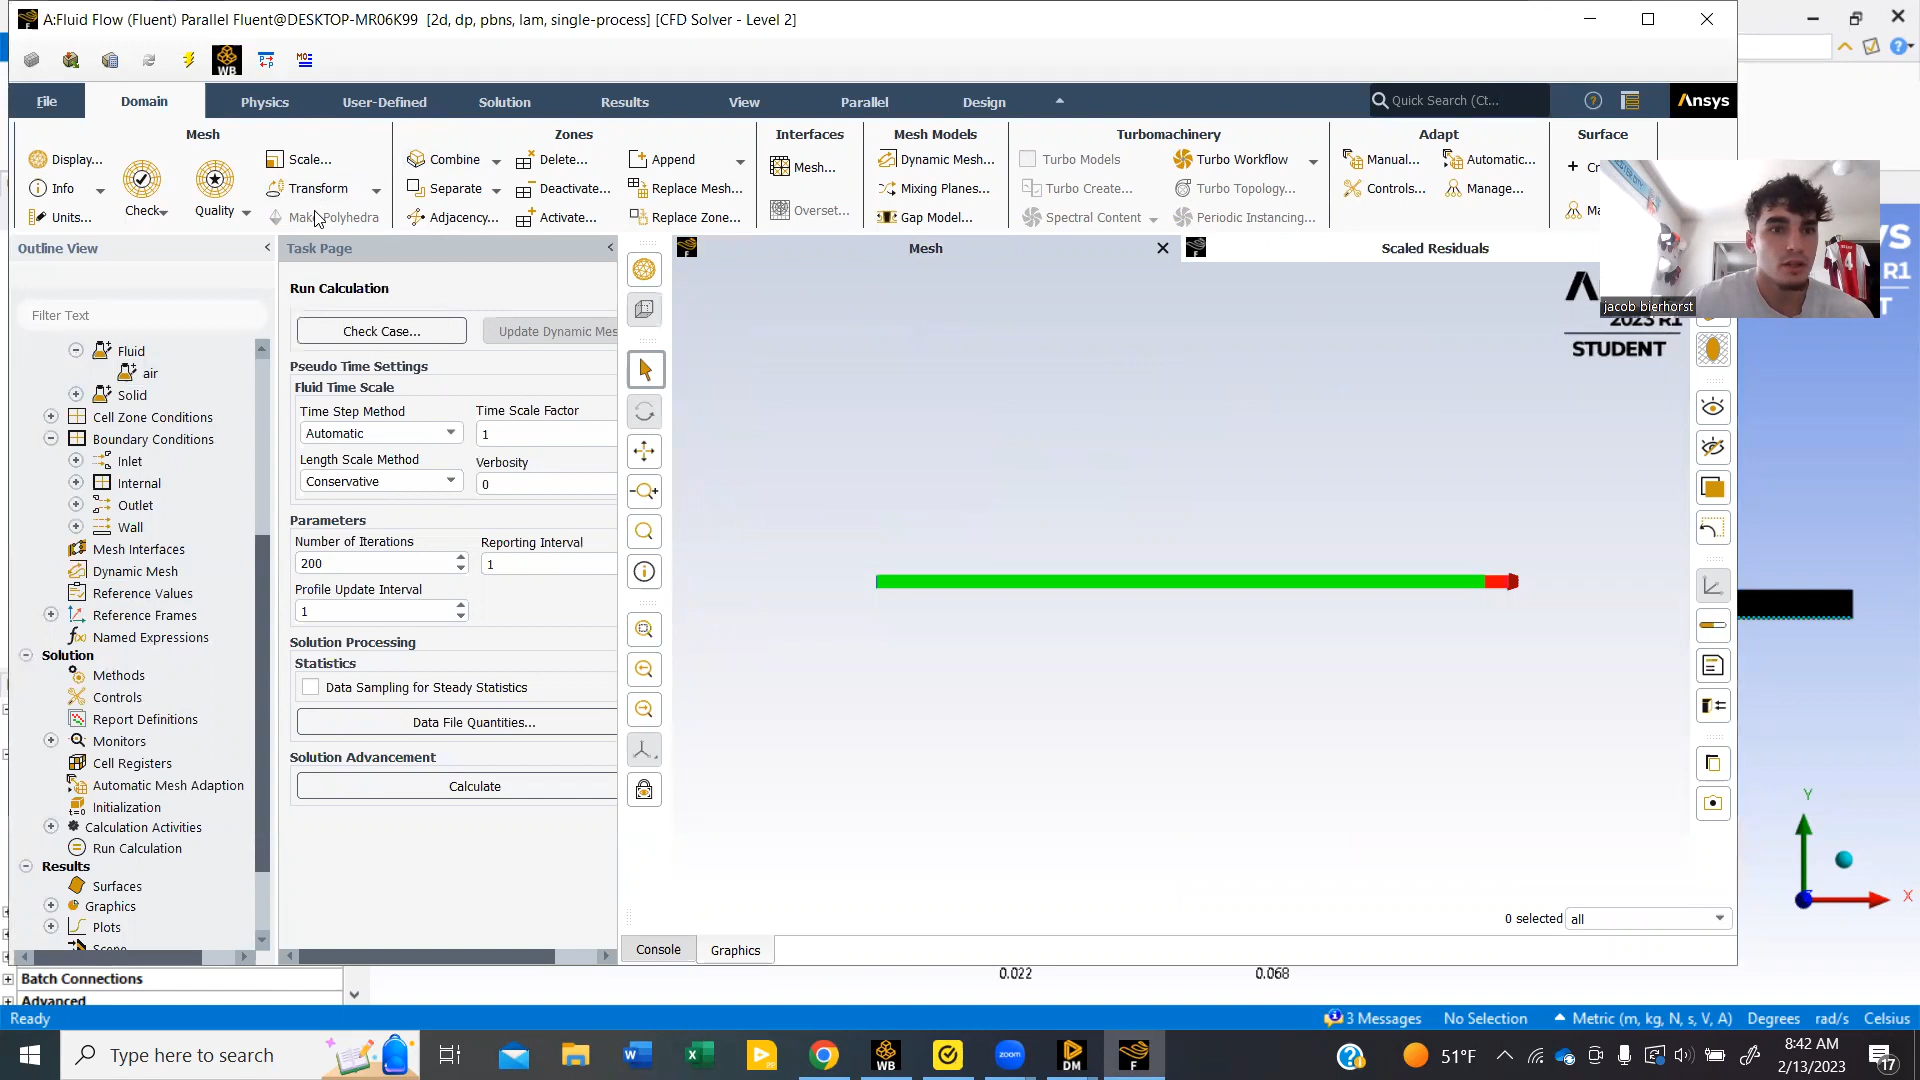 A:Fluid Flow (Fluent) Parallel Fluent@DESKTOP-MR06K99 [2d, dp, pbns, lam, single-process] [CFD Solver - Level 2]
WB
File Domain Physics User-Defined Solution Results View Parallel Design Quick Search (Ct... Ansys
Mesh Zones Interfaces Mesh Models Turbomachinery Adapt Surface
Display... Scale... Combine Delete... Append Mesh... Dynamic Mesh... Turbo Models Turbo Workflow Manual... Automatic...
Info Transform Separate Deactivate... Replace Mesh... Mixing Planes... Turbo Create... Turbo Topology... Controls... Manage...
Check Quality
Units... Make Polyhedra Adjacency... Activate... Replace Zone... Overset... Gap Model... Spectral Content Periodic Instancing...
Outline View Task Page Mesh Scaled Residuals
Filter Text
Fluid
air
Solid
Cell Zone Conditions
Boundary Conditions
Inlet
Internal
Outlet
Wall
Mesh Interfaces
Dynamic Mesh
Reference Values
Reference Frames
Named Expressions
Solution
Methods
Controls
Report Definitions
Monitors
Cell Registers
Automatic Mesh Adaption
Initialization
Calculation Activities
Run Calculation
Results
Surfaces
Graphics
Plots
Scene
Run Calculation
Check Case... Update Dynamic Mes
Pseudo Time Settings
Fluid Time Scale
Time Step Method Time Scale Factor
Automatic 1
Length Scale Method Verbosity
Conservative 0
Parameters
Number of Iterations Reporting Interval
200 1
Profile Update Interval
1
Solution Processing
Statistics
Data Sampling for Steady Statistics
Data File Quantities...
Solution Advancement
Calculate
jacob bierhorst
2023 R1
STUDENT
R1
0 selected all
Console Graphics
Y
X
0.022 0.068
Batch Connections
Advanced
Ready 3 Messages No Selection Metric (m, kg, N, s, V, A) Degrees rad/s Celsius
Type here to search
WB
zoom
DM
F
51°F
8:42 AM
2/13/2023
17